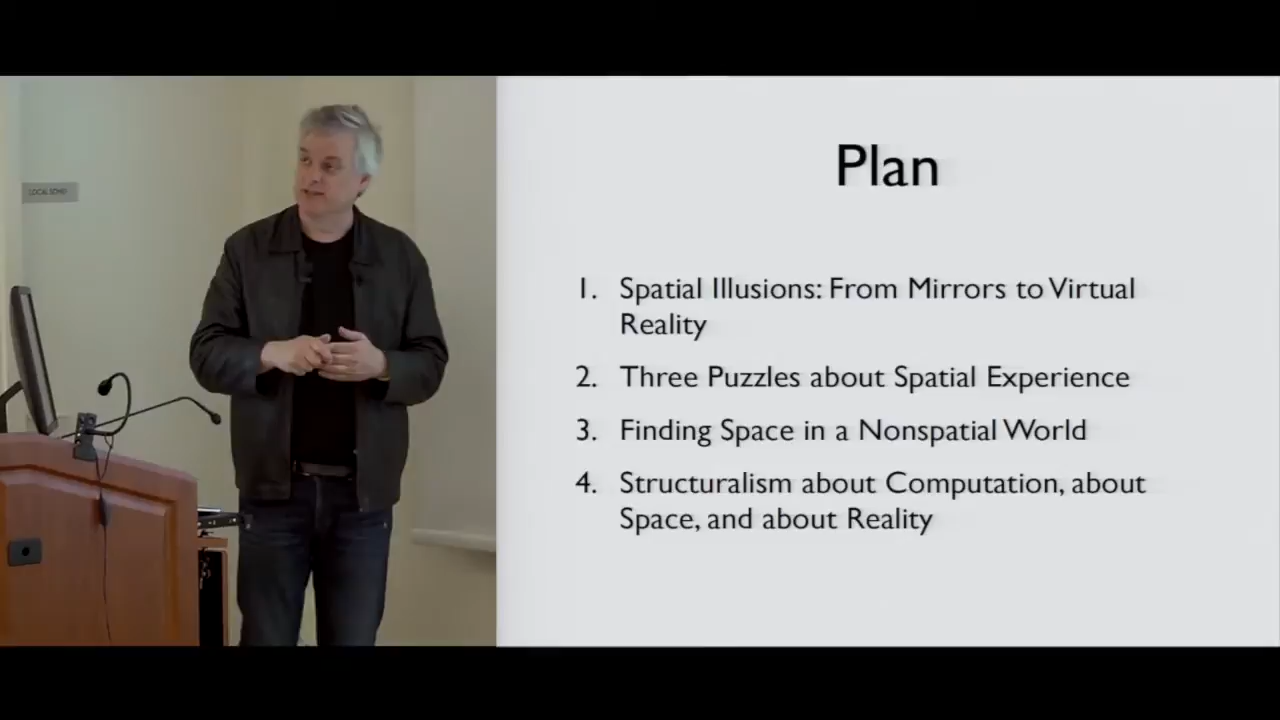 Plan
1. Spatial Illusions: From Mirrors to Virtual
Reality
2. Three Puzzles about Spatial Experience
3. Finding Space in a Nonspatial World
4. Structuralism about Computation, about
Space, and about Reality